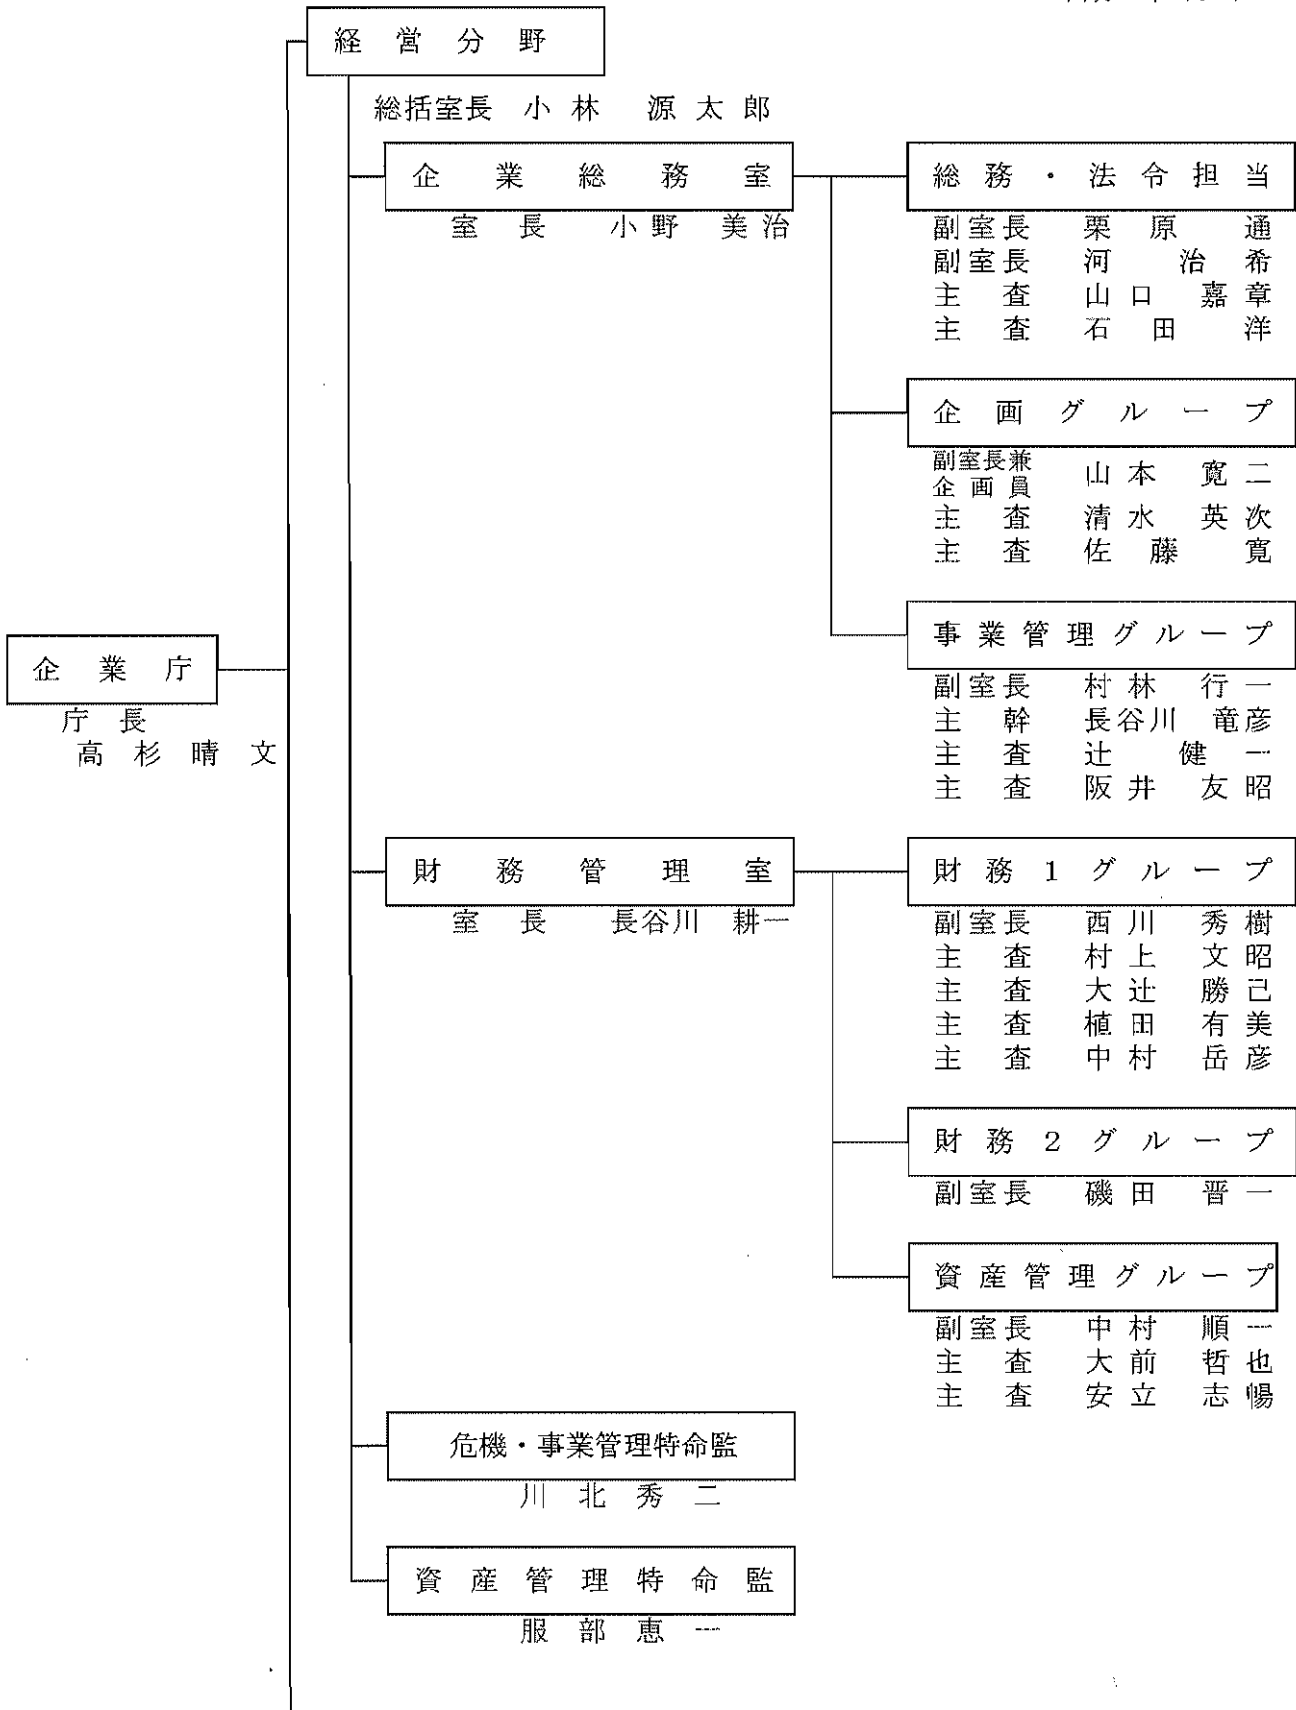 経営分野
総括室長 小林 源太郎
企業総務室
室長 小野 美治
総務・法令担当
副室長 栗原 通
副室長 河 治希
主査 山口 嘉章
主査 石田 洋
企画グループ
副室長兼
企画員 山本 寛二
主査 清水 英次
主査 佐藤 寛
事業管理グループ
副室長 村林 行一
主幹 長谷川 竜彦
主査 辻 健一
主査 阪井 友昭
企業庁
庁長
高杉晴文
財務管理室
室長 長谷川 耕一
財務1グループ
副室長 西川 秀樹
主査 村上 文昭
主査 大辻 勝己
主査 植田 有美
主査 中村 岳彦
財務2グループ
副室長 磯田 晋一
資産管理グループ
副室長 中村 順一
主査 大前 哲也
主査 安立 志暢
危機・事業管理特命監
川北秀二
資産管理特命監
服部恵一